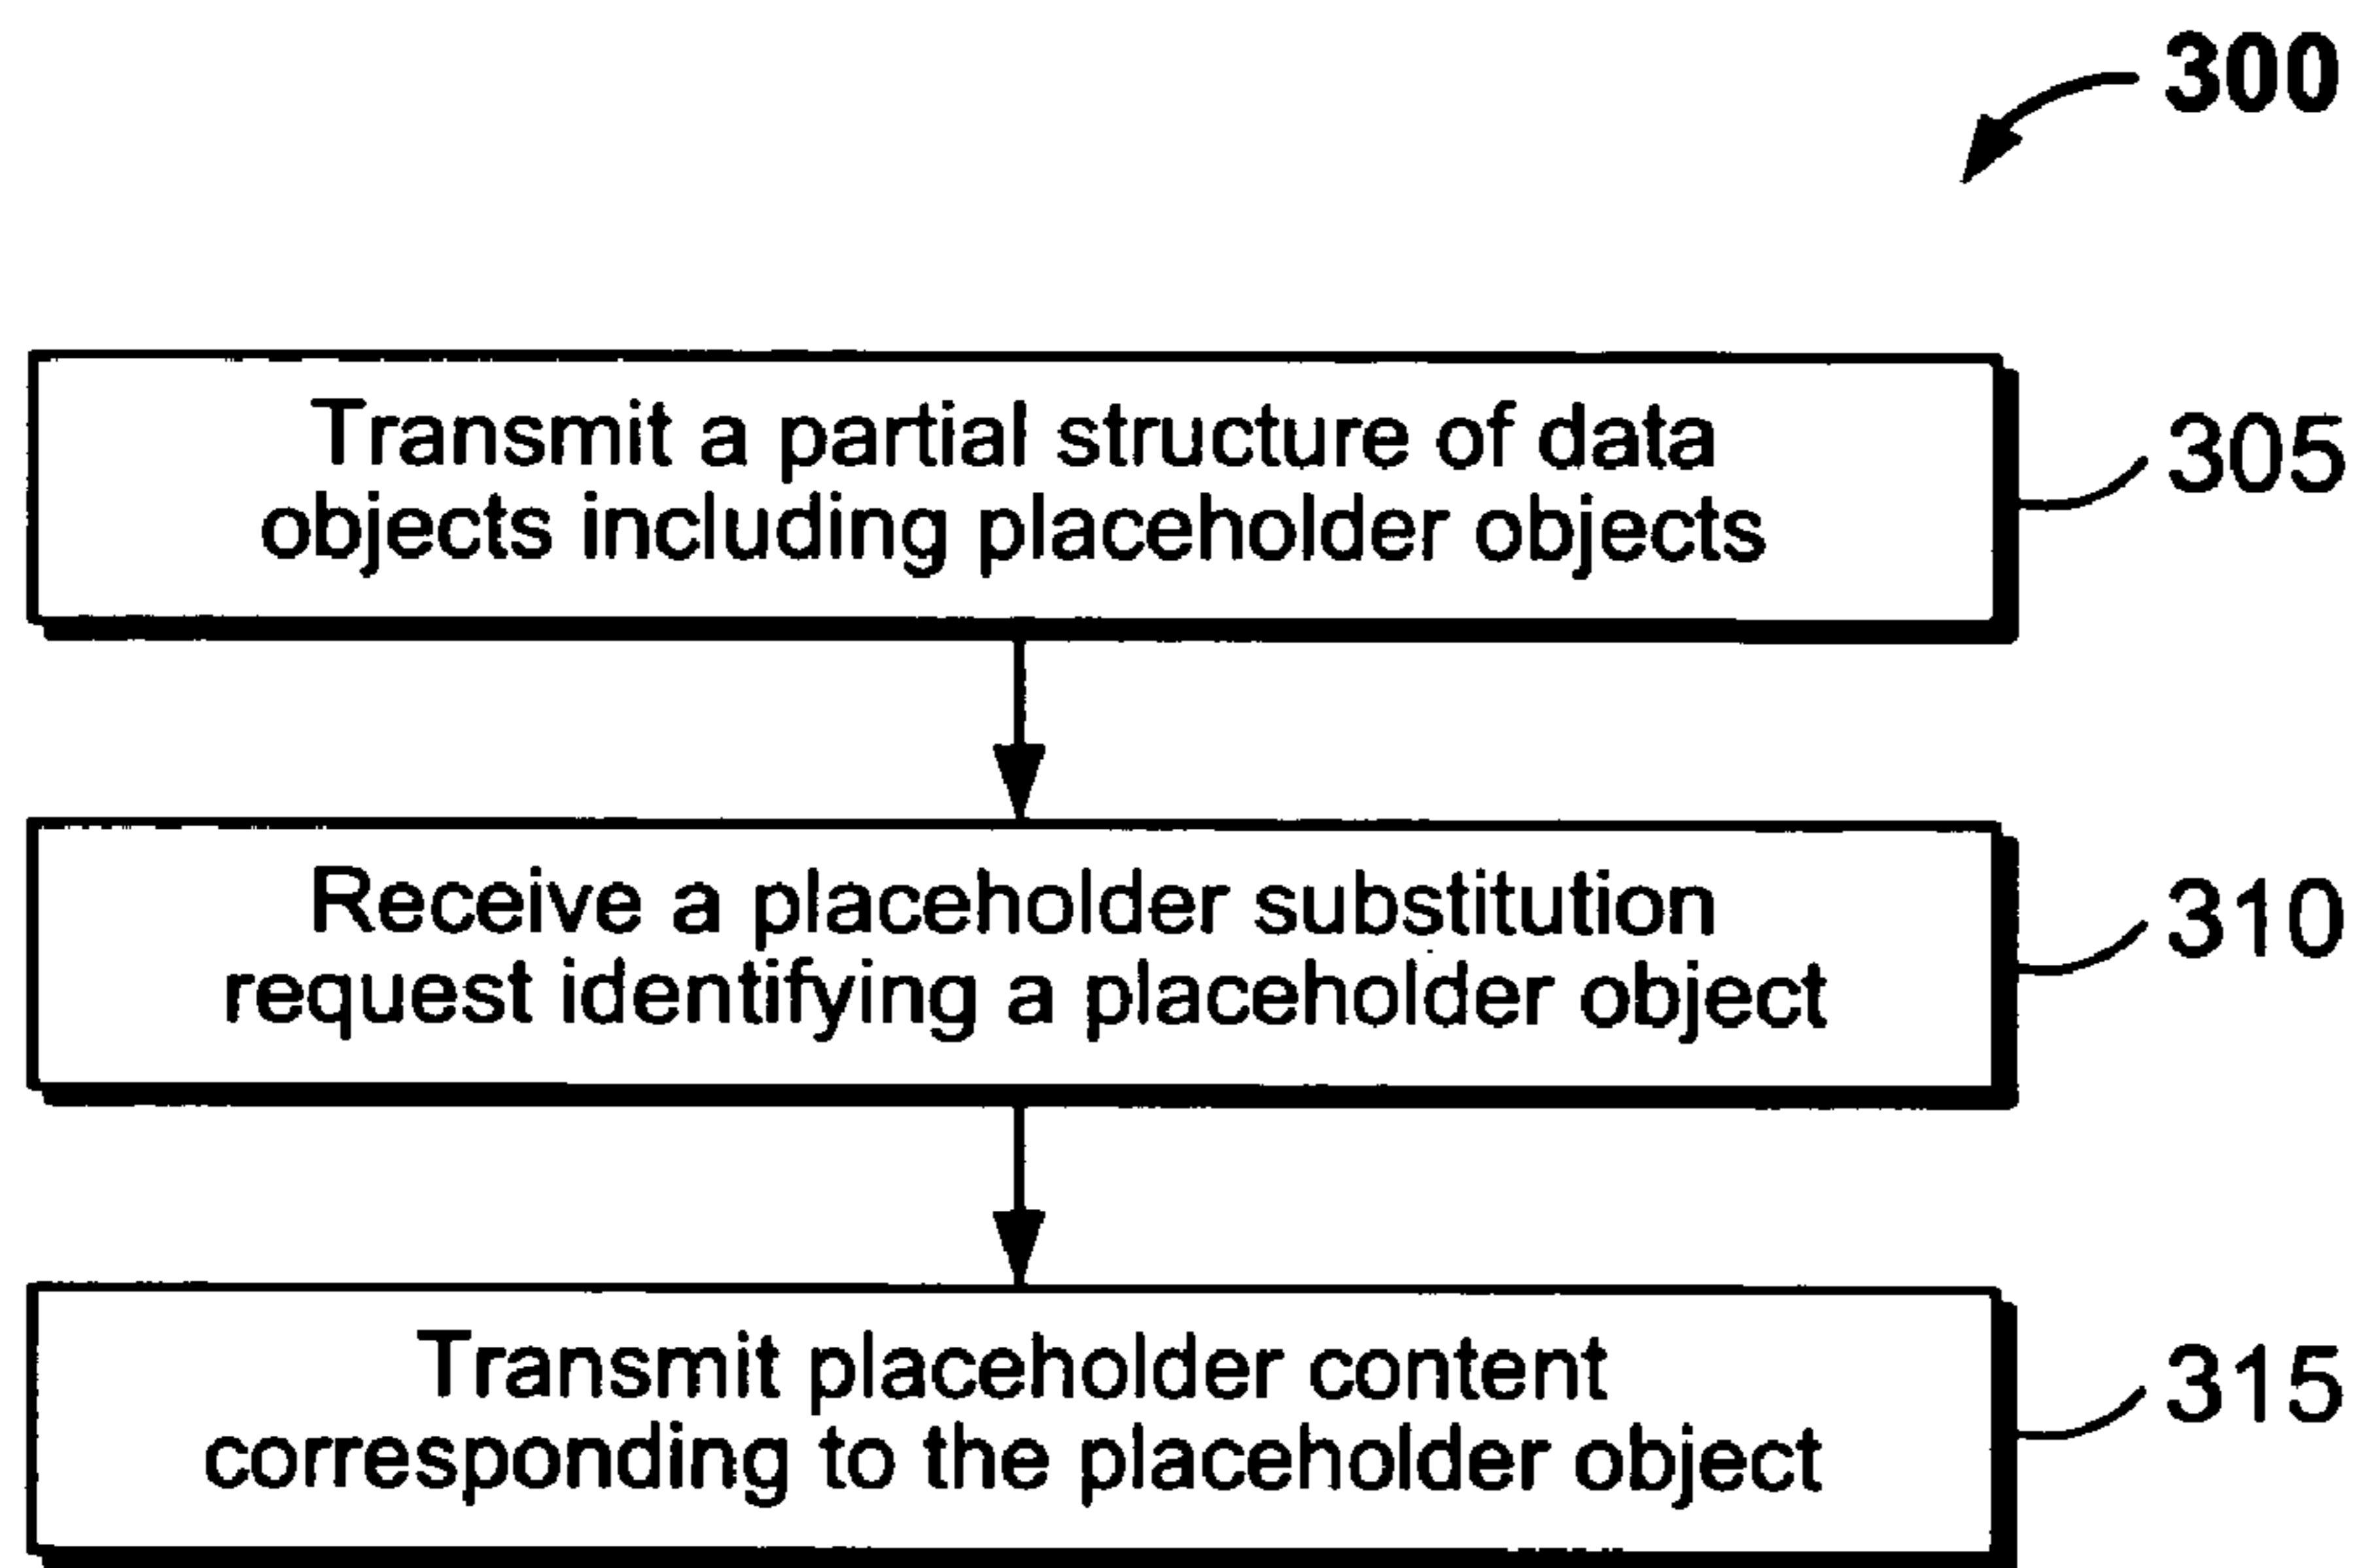 300
Transmit a partial structure of data
objects including placeholder objects
305
Receive a placeholder substitution
request identifying a placeholder object
310
Transmit placeholder content
corresponding to the placeholder object
315